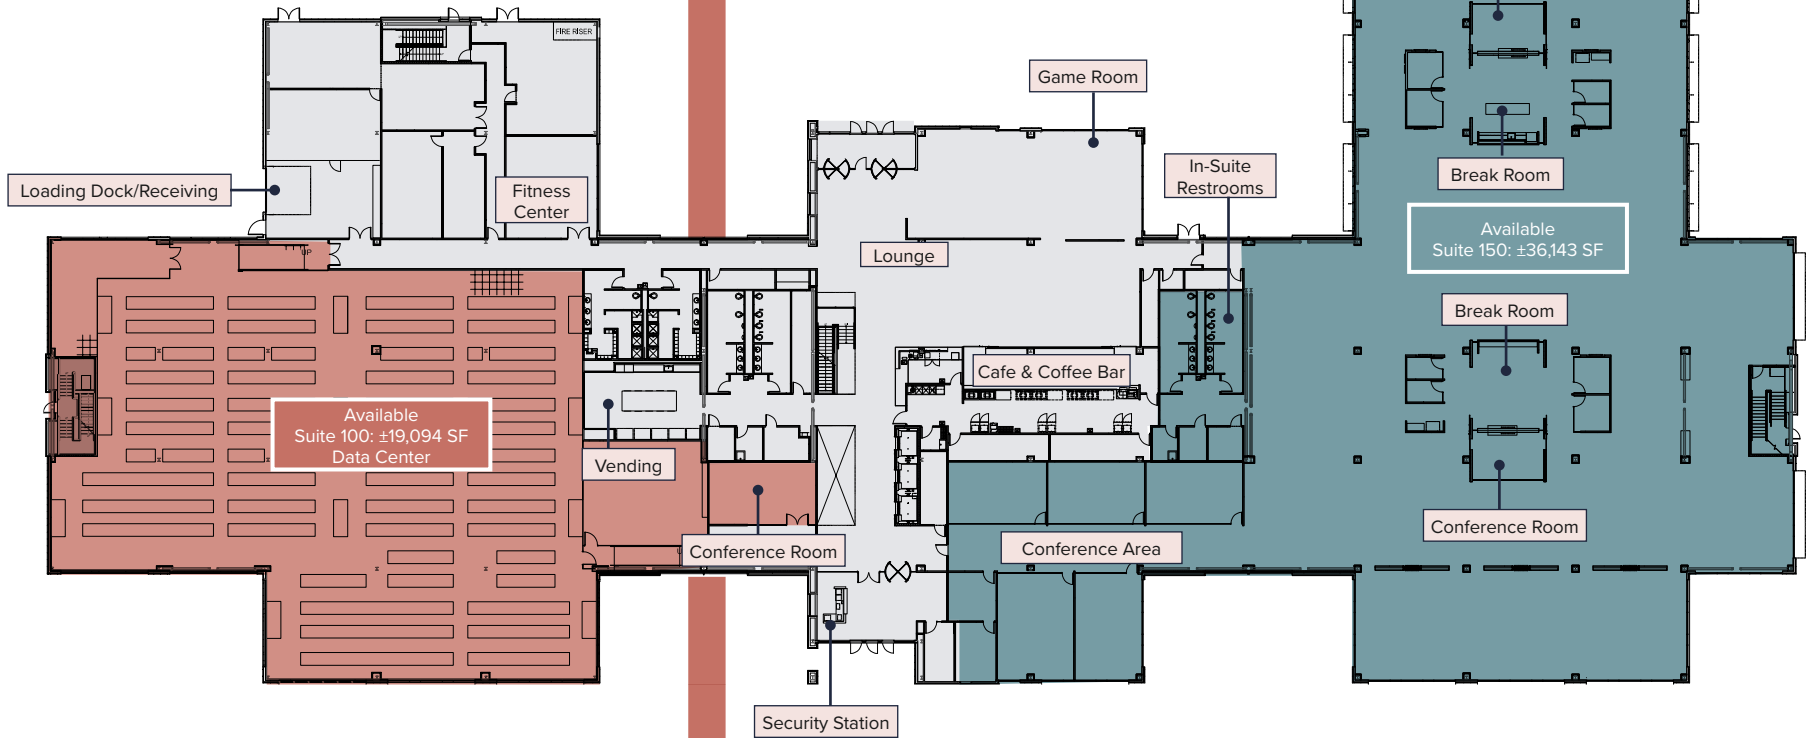 FIRE RISER
Game Room
In-Suite
Restrooms
Break Room
Loading Dock/Receiving
Fitness
Center
Available
Suite 150: ±36,143 SF
Lounge
UP
Break Room
Cafe & Coffee Bar
Available
Suite 100: ±19,094 SF
Data Center
Vending
Conference Room
Conference Room
Conference Area
Security Station